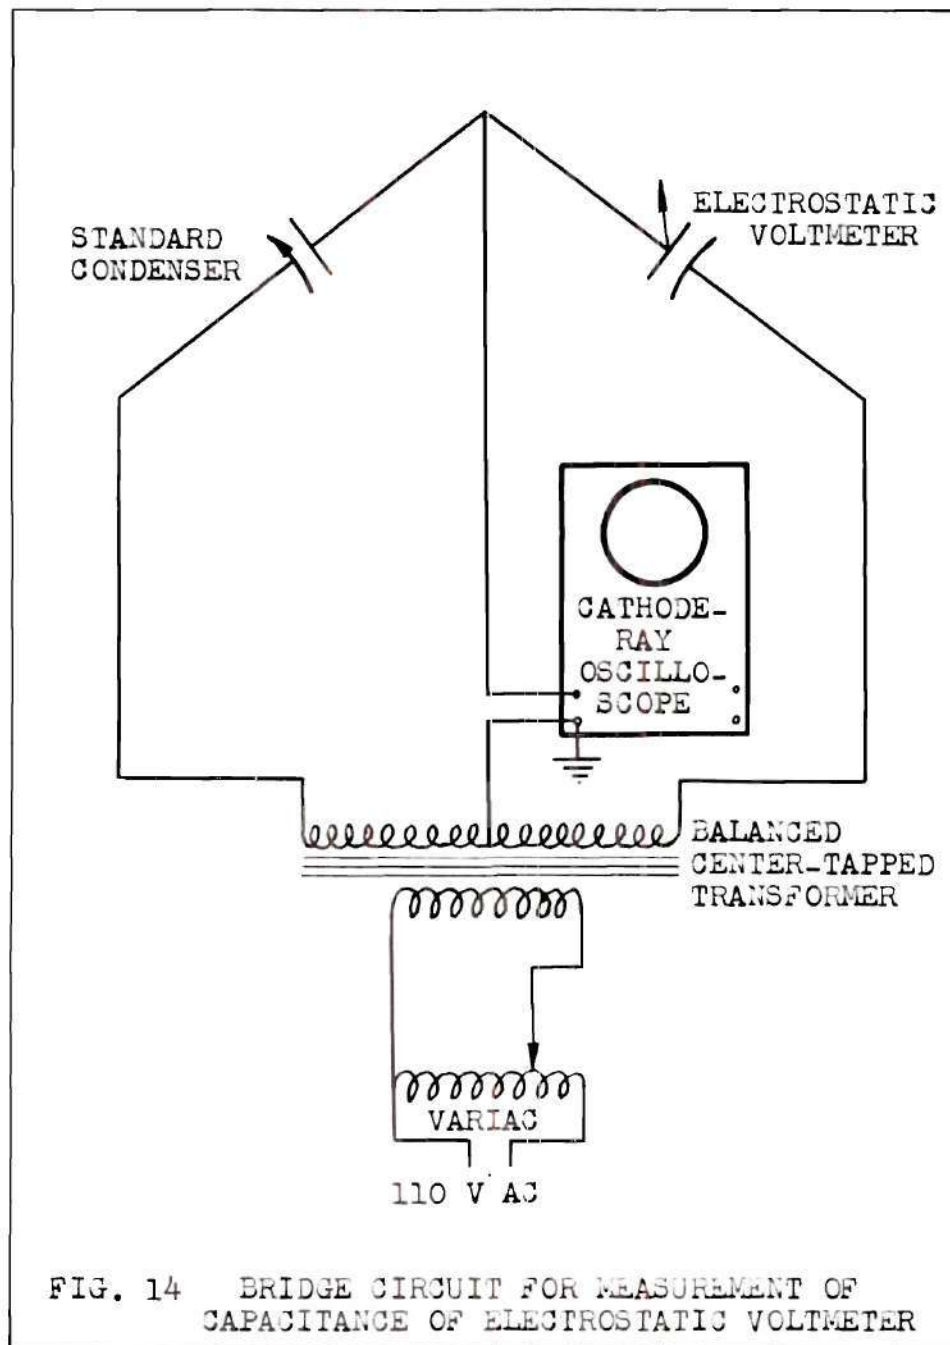 STANDARD
CONDENSER
ELECTROSTATIC
VOLTMETER
CATHODE-
RAY
OSCILLO-
SCOPE
BALANCED
CENTER-TAPPED
TRANSFORMER
VARIAC
110 V AC
FIG. 14 BRIDGE CIRCUIT FOR MEASUREMENT OF
CAPACITANCE OF ELECTROSTATIC VOLTMETER